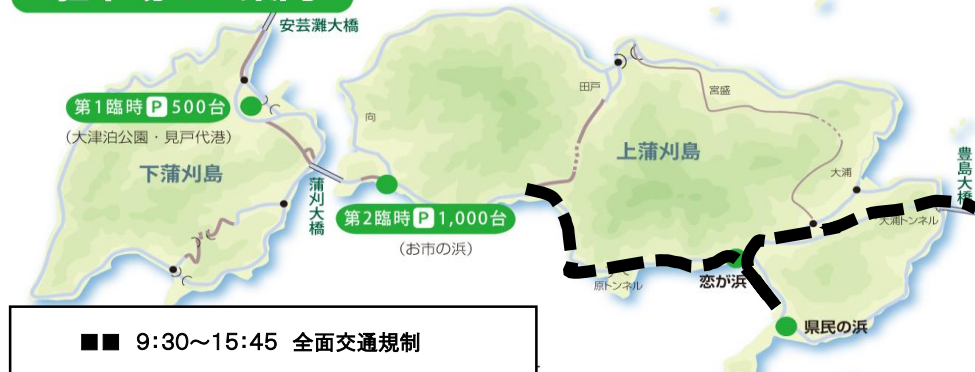 安芸灘大橋
第1臨時 P 500台
(大津泊公園・見戸代港)
下蒲刈島
蒲刈大橋
向
第2臨時 P 1,000台
(お市の浜)
田戸
宮盛
上蒲刈島
大浦
豊島大橋
大浦トンネル
原トンネル
恋が浜
県民の浜
■■ 9:30～15:45 全面交通規制